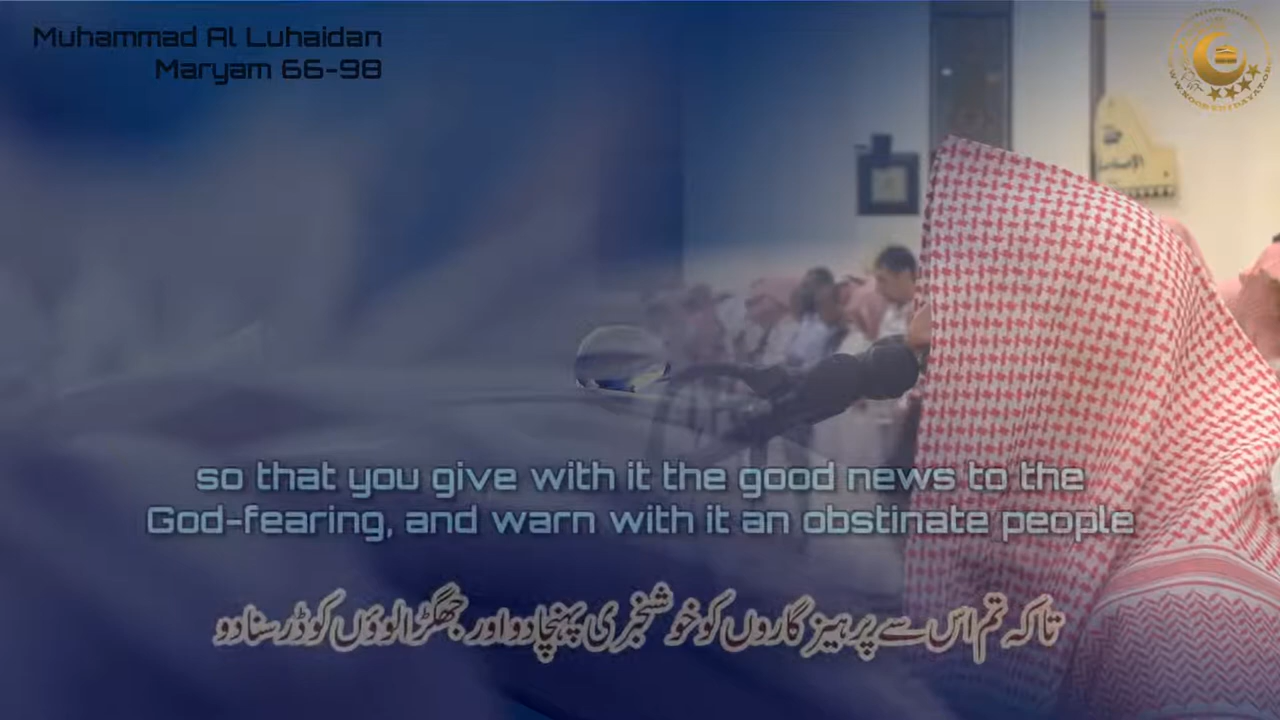 Muhammad Al Luhaidan
Maryam 66-98
so that you give with it the good news to the
God-fearing, and warn with it an obstinate people
تاکہ تم اس سے پرہیز گاروں کو خوشخبری پہنچا دو اور جھگڑالوؤں کو ڈر سنا دو